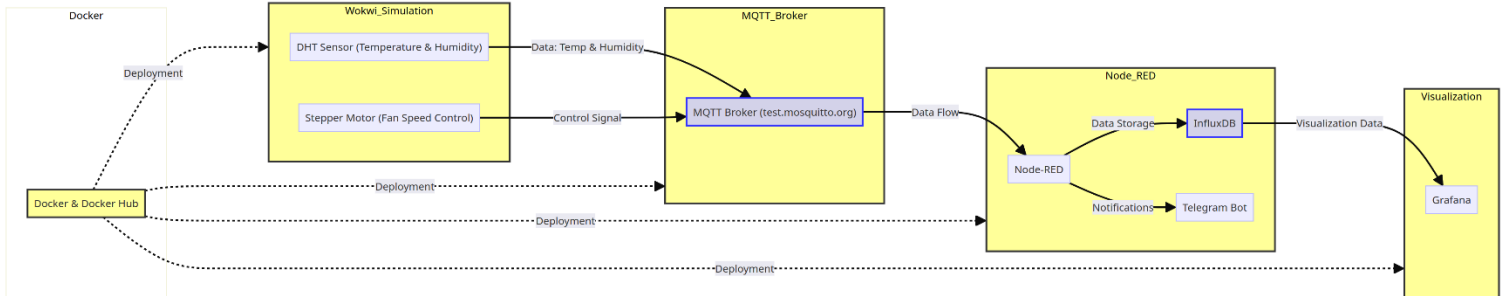 Docker
Deployment
Docker & Docker Hub
Deployment
Deployment
Deployment
Wokwi_Simulation
DHT Sensor (Temperature & Humidity)
Stepper Motor (Fan Speed Control)
Data: Temp & Humidity
Control Signal
MQTT_Broker
MQTT Broker (test.mosquitto.org)
Data Flow
Node_RED
Node-RED
Data Storage
InfluxDB
Notifications
Telegram Bot
Visualization Data
Visualization
Grafana